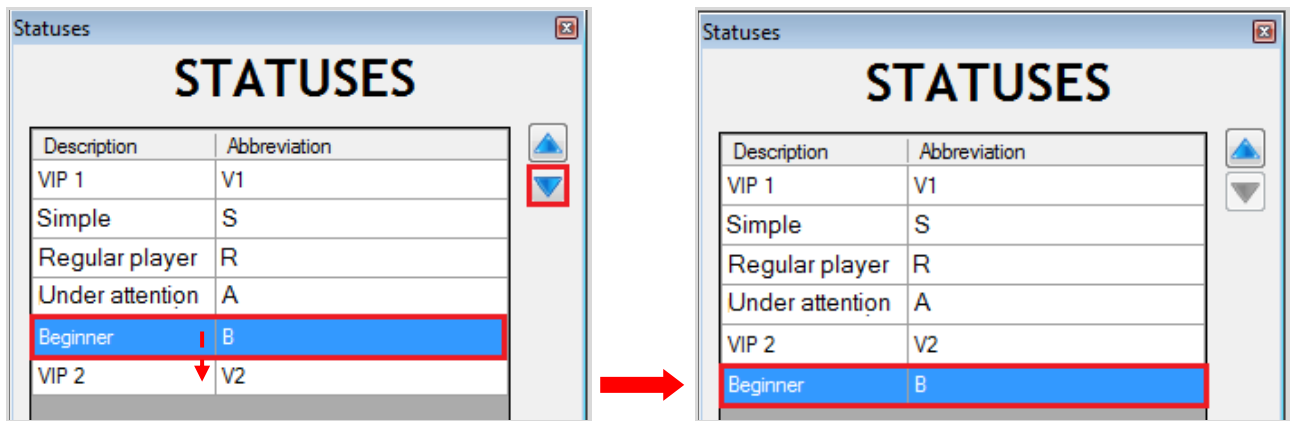 Statuses
STATUSES
Description Abbreviation
VIP 1 V1
Simple S
Regular player R
Under attention A
Beginner B
VIP 2 V2
Statuses
STATUSES
Description Abbreviation
VIP 1 V1
Simple S
Regular player R
Under attention A
VIP 2 V2
Beginner B